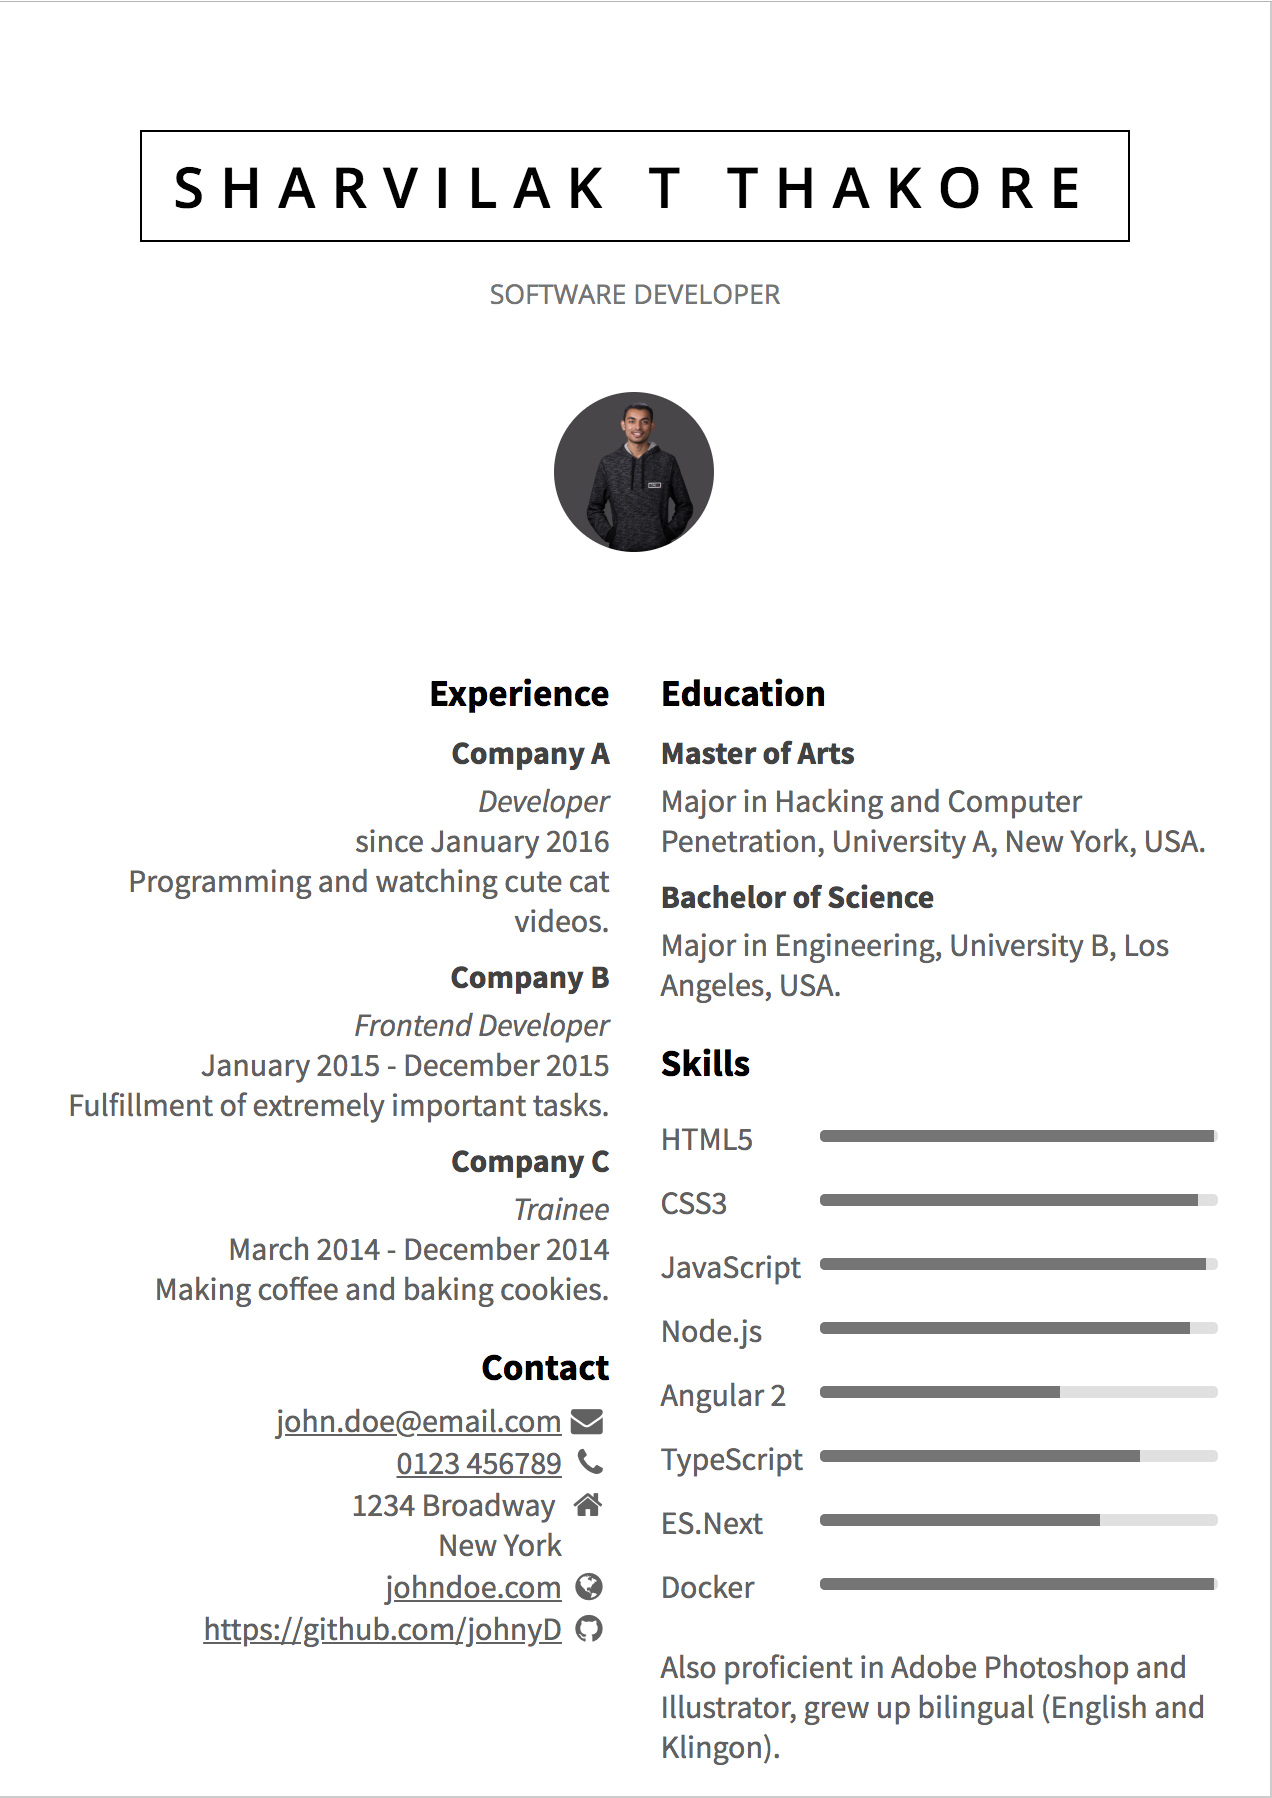 SHARVILAK T THAKORE
SOFTWARE DEVELOPER
Experience
Company A
Developer
since January 2016
Programming and watching cute cat
videos.
Company B
Frontend Developer
January 2015 - December 2015
Fulfillment of extremely important tasks.
Company C
Trainee
March 2014 - December 2014
Making coffee and baking cookies.
Contact
john.doe@email.com
0123 456789
1234 Broadway
New York
johndoe.com
https://github.com/johnyD
Education
Master of Arts
Major in Hacking and Computer
Penetration, University A, New York, USA.
Bachelor of Science
Major in Engineering, University B, Los
Angeles, USA.
Skills
HTML5
CSS3
JavaScript
Node.js
Angular 2
TypeScript
ES.Next
Docker
Also proficient in Adobe Photoshop and
Illustrator, grew up bilingual (English and
Klingon).